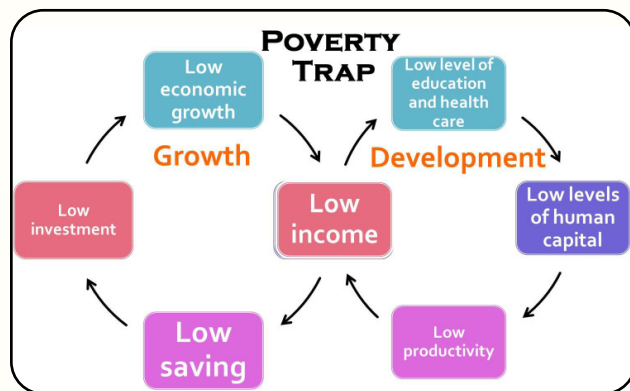 POVERTY
TRAP
Low
economic
growth
Low level of
education
and health
care
Growth
Development
Low
investment
Low
income
Low levels
of human
capital
Low
saving
Low
productivity